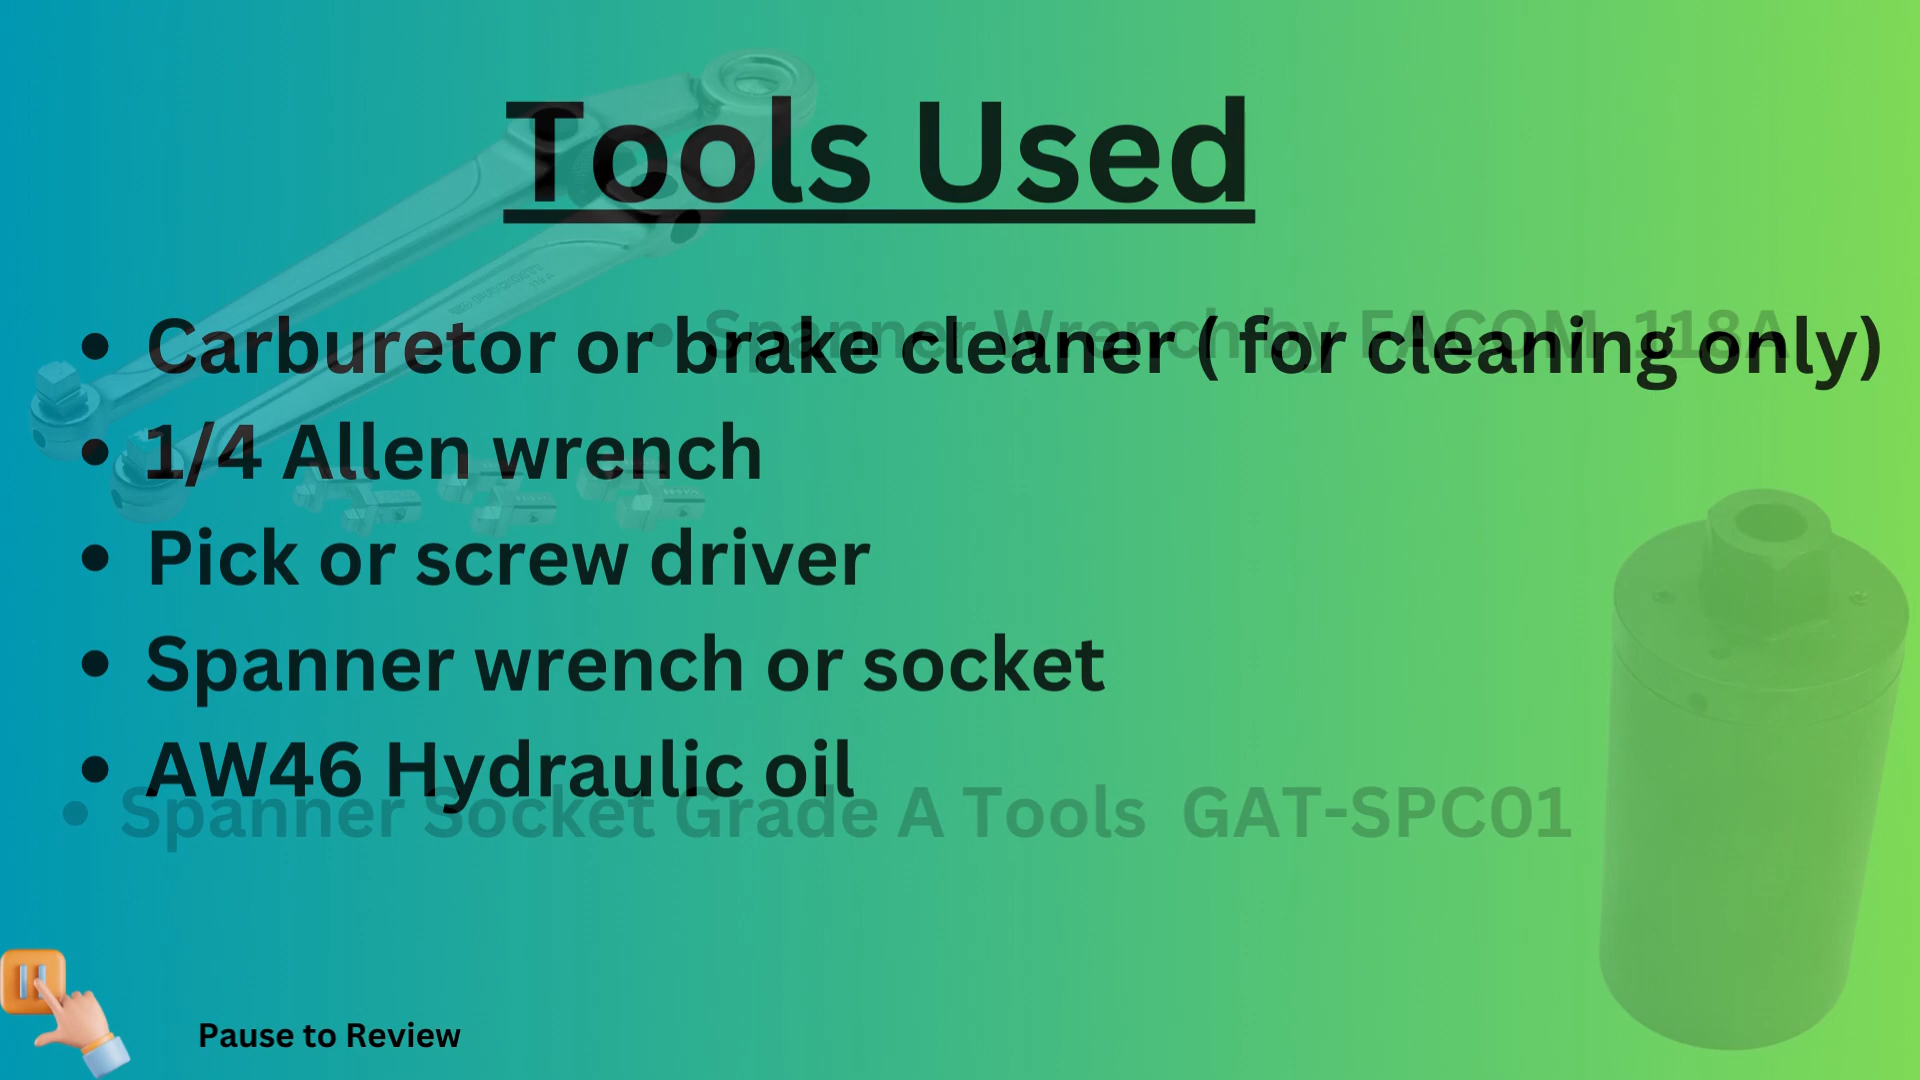 Tools Used
• Spanner Wrench by FACOM 118A
• Carburetor or brake cleaner ( for cleaning only)
• 1/4 Allen wrench
• Pick or screw driver
• Spanner wrench or socket
• AW46 Hydraulic oil
• Spanner Socket Grade A Tools GAT-SPC01
Pause to Review